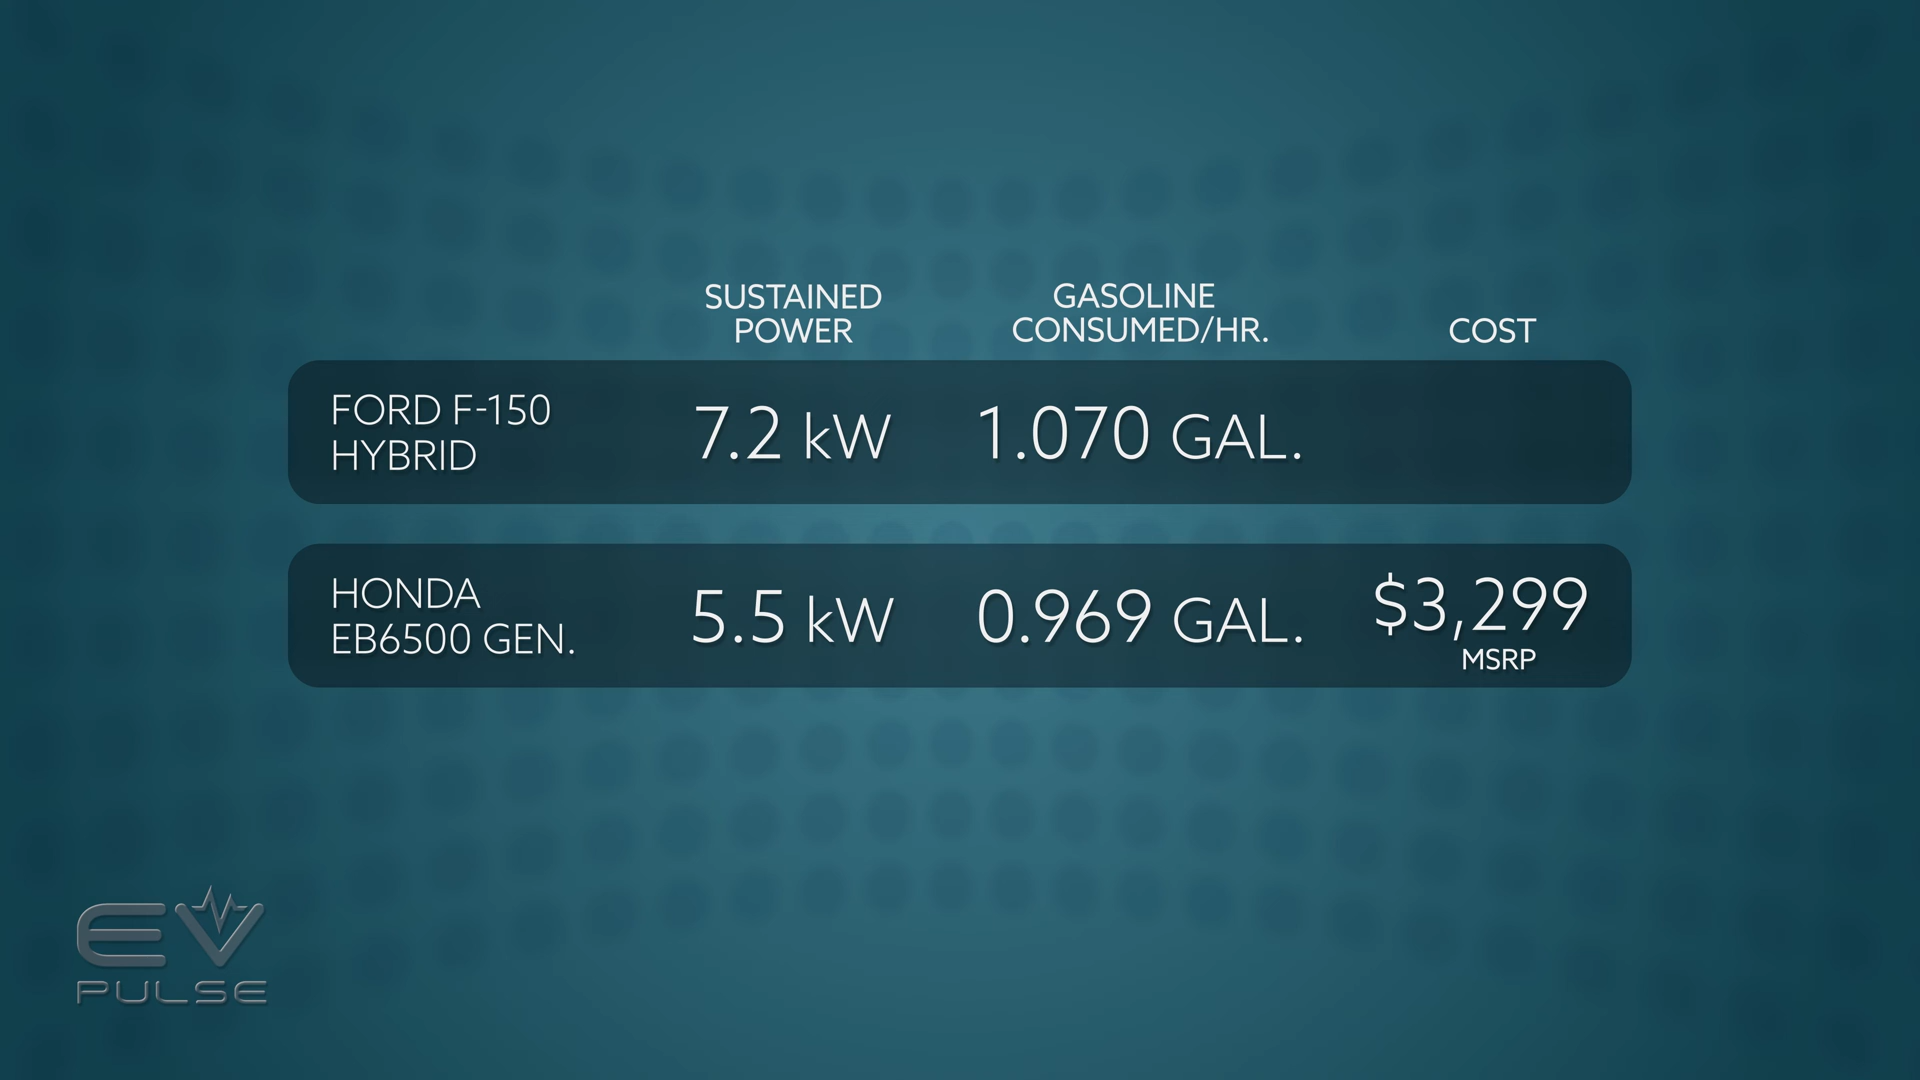 SUSTAINED
POWER
GASOLINE
CONSUMED/HR.
COST
FORD F-150
HYBRID
7.2 kW
1.070 GAL.
HONDA
EB6500 GEN.
5.5 kW
0.969 GAL.
$3,299
MSRP
EV
PULSE